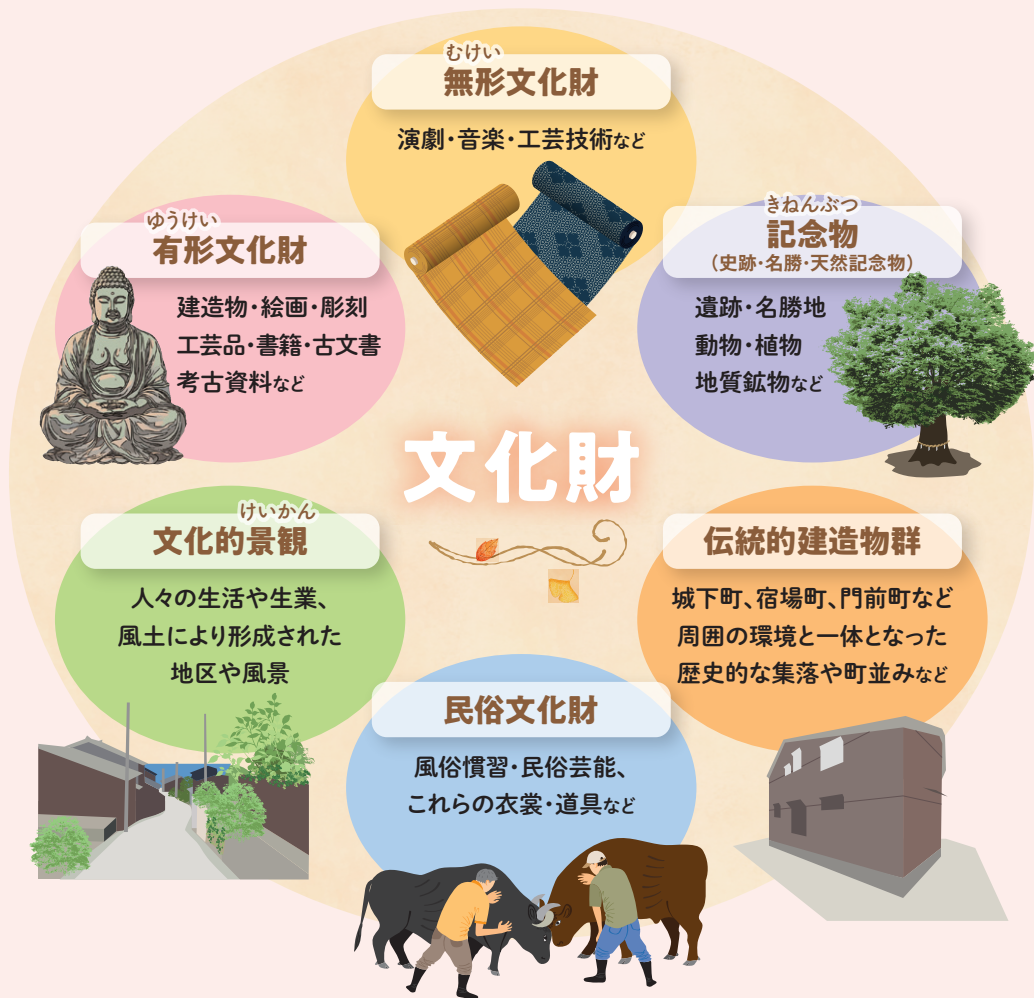 むけい
無形文化財
演劇・音楽・工芸技術など
ゆうけい
有形文化財
建造物・絵画・彫刻
工芸品・書籍・古文書
考古資料など
きねんぶつ
記念物
(史跡・名勝・天然記念物)
遺跡・名勝地
動物・植物
地質鉱物など
文化財
けいかん
文化的景観
人々の生活や生業、
風土により形成された
地区や風景
伝統的建造物群
城下町、宿場町、門前町など
周囲の環境と一体となった
歴史的な集落や町並みなど
民俗文化財
風俗慣習・民俗芸能、
これらの衣裳・道具など